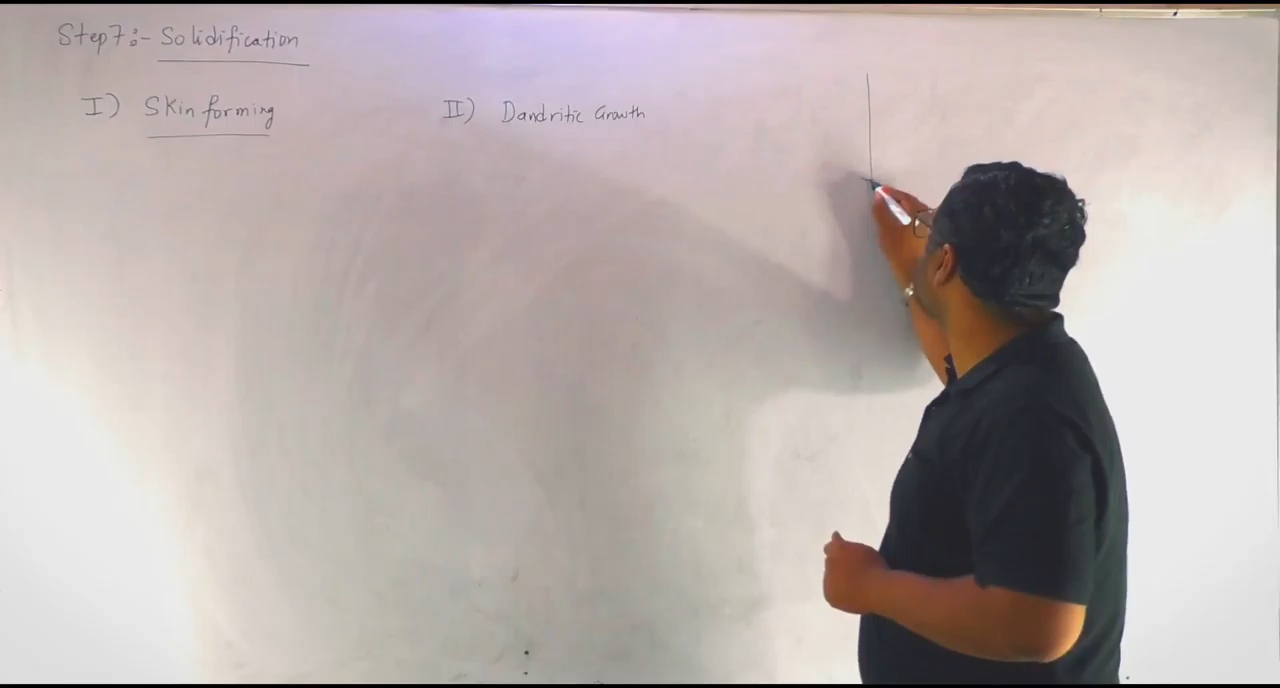 Step7:- Solidification
I) Skin forming
II) Dandritic Growth